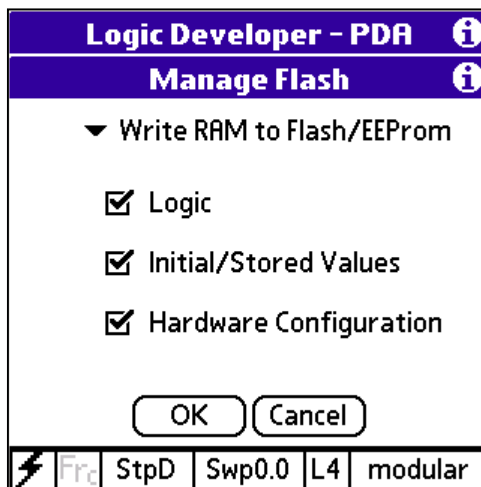 Logic Developer - PDA i
Manage Flash i
Write RAM to Flash/EEProm
Logic
Initial/Stored Values
Hardware Configuration
OK Cancel
Frc StpD Swp0.0 L4 modular